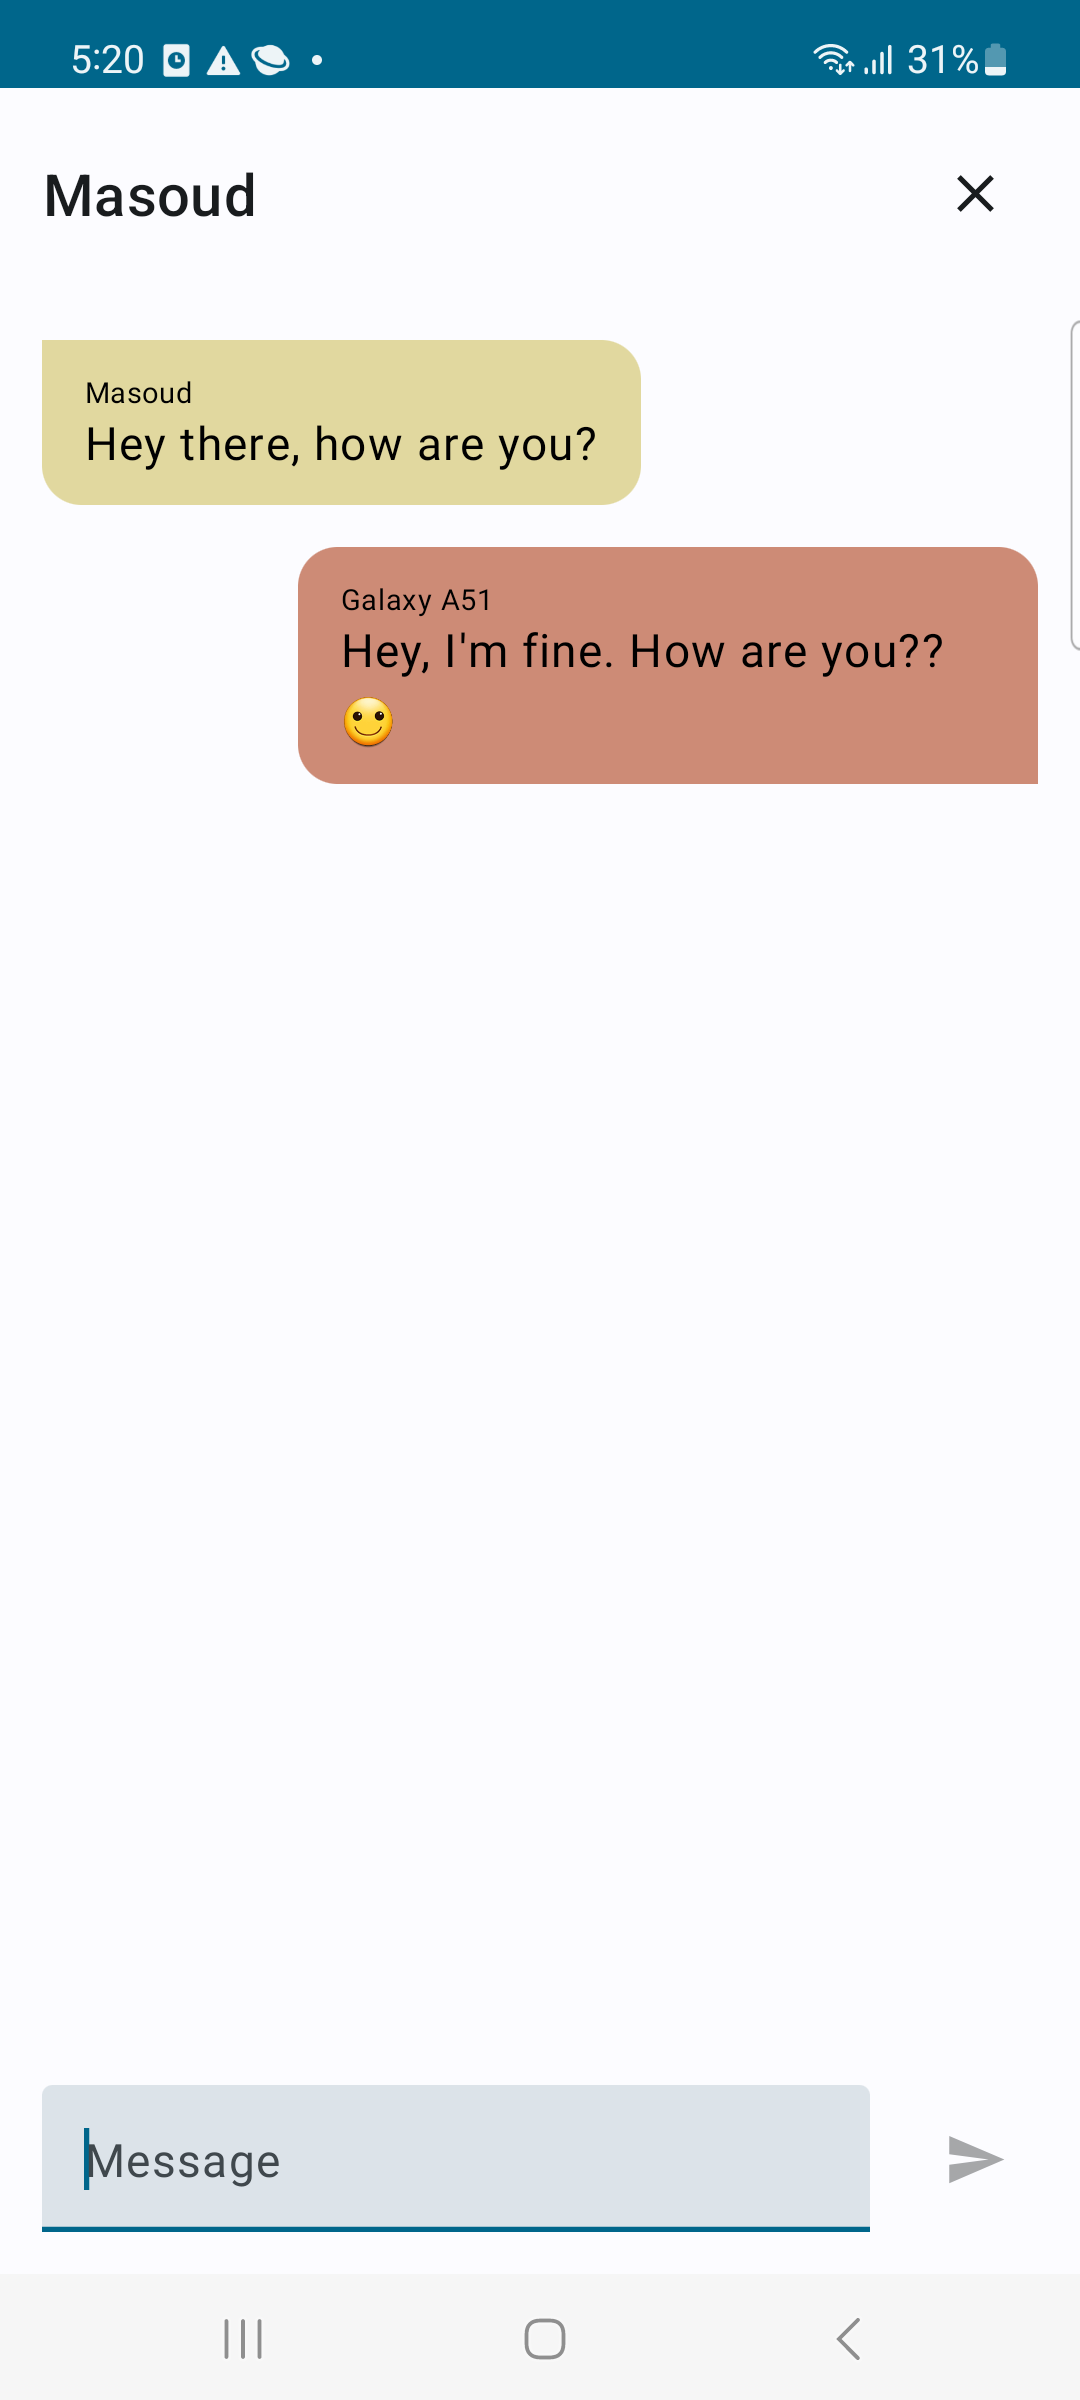 5:20 31%
Masoud
Masoud
Hey there, how are you?
Galaxy A51
Hey, I'm fine. How are you??
🙂
Message